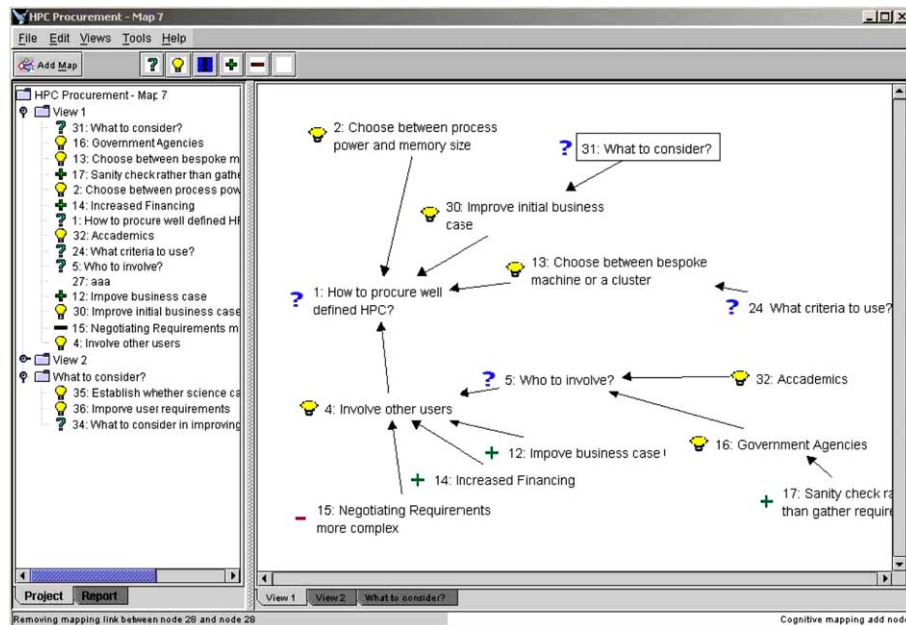 HPC Procurement - Map 7
File Edit Views Tools Help
Add Map
HPC Procurement - Map 7
View 1
31: What to consider?
16: Government Agencies
13: Choose between bespoke m
17: Sanity check rather than gathe
2: Choose between process pow
14: Increased Financing
1: How to procure well defined HP
32: Accademics
24: What criteria to use?
5: Who to involve?
27: aaa
12: Impove business case
30: Improve initial business case
15: Negotiating Requirements m
4: Involve other users
View 2
What to consider?
35: Establish whether science ca
36: Imporve user requirements
34: What to consider in improving
Project Report
2: Choose between process
power and memory size
31: What to consider?
30: Improve initial business
case
13: Choose between bespoke
machine or a cluster
1: How to procure well
defined HPC?
24 What criteria to use?
5: Who to involve?
32: Accademics
4: Involve other users
16: Government Agencies
12: Impove business case
14: Increased Financing
17: Sanity check ra
than gather require
15: Negotiating Requirements
more complex
View 1 View 2 What to consider?
Removing mapping link between node 28 and node 28
Cognitive mapping add node